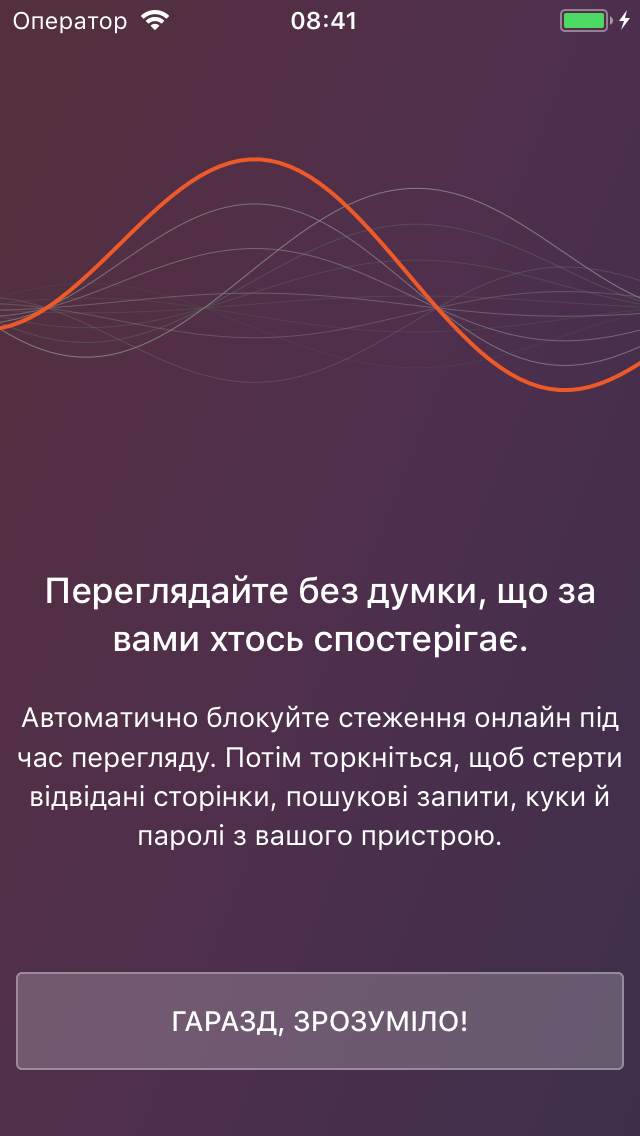 Оператор 08:41
Переглядайте без думки, що за
вами хтось спостерігає.
Автоматично блокуйте стеження онлайн під
час перегляду. Потім торкніться, щоб стерти
відвідані сторінки, пошукові запити, куки й
паролі з вашого пристрою.
ГАРАЗД, ЗРОЗУМІЛО!